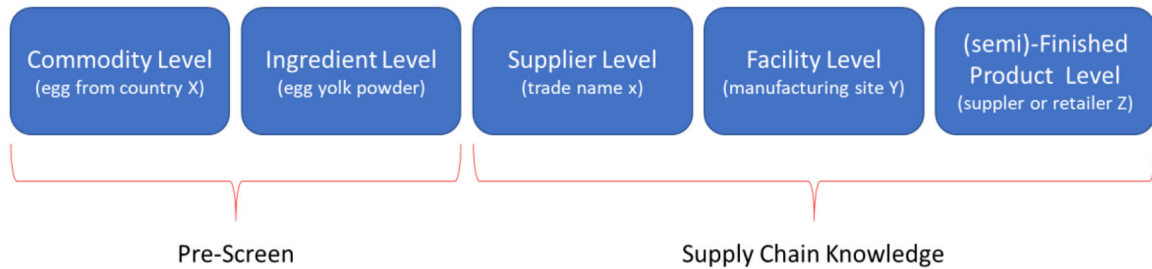 Commodity Level
(egg from country X)
Ingredient Level
(egg yolk powder)
Supplier Level
(trade name x)
Facility Level
(manufacturing site Y)
(semi)-Finished
Product Level
(suppler or retailer Z)
Pre-Screen
Supply Chain Knowledge